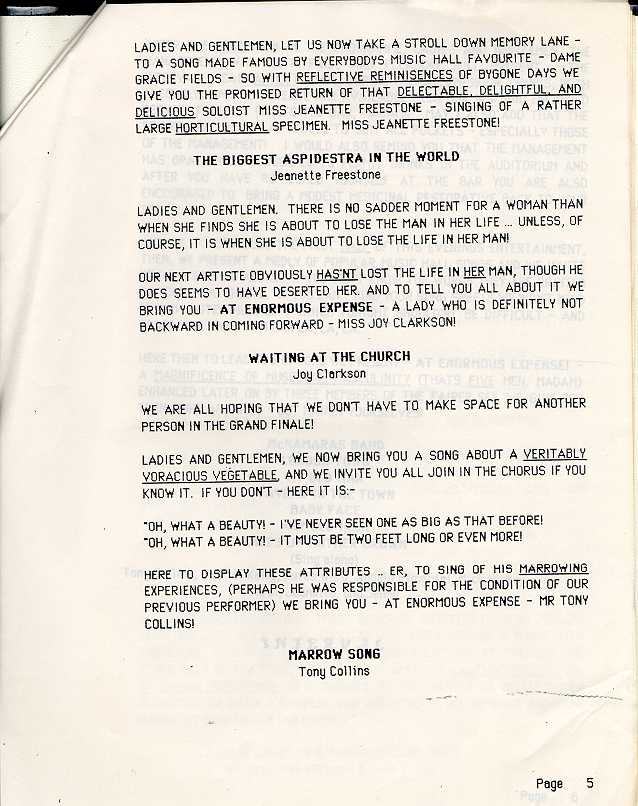 LADIES AND GENTLEMEN, LET US NOW TAKE A STROLL DOWN MEMORY LANE -
TO A SONG MADE FAMOUS BY EVERYBODYS MUSIC HALL FAVOURITE - DAME
GRACIE FIELDS - SO WITH REFLECTIVE REMINISENCES OF BYGONE DAYS WE
GIVE YOU THE PROMISED RETURN OF THAT DELECTABLE, DELIGHTFUL, AND
DELICIOUS SOLOIST MISS JEANETTE FREESTONE - SINGING OF A RATHER
LARGE HORTICULTURAL SPECIMEN. MISS JEANETTE FREESTONE!
THE BIGGEST ASPIDESTRA IN THE WORLD
Jeanette Freestone
LADIES AND GENTLEMEN. THERE IS NO SADDER MOMENT FOR A WOMAN THAN
WHEN SHE FINDS SHE IS ABOUT TO LOSE THE MAN IN HER LIFE ... UNLESS, OF
COURSE, IT IS WHEN SHE IS ABOUT TO LOSE THE LIFE IN HER MAN!
OUR NEXT ARTISTE OBVIOUSLY HAS'NT LOST THE LIFE IN HER MAN, THOUGH HE
DOES SEEMS TO HAVE DESERTED HER. AND TO TELL YOU ALL ABOUT IT WE
BRING YOU - AT ENORMOUS EXPENSE - A LADY WHO IS DEFINITELY NOT
BACKWARD IN COMING FORWARD - MISS JOY CLARKSON!
WAITING AT THE CHURCH
Joy Clarkson
WE ARE ALL HOPING THAT WE DON'T HAVE TO MAKE SPACE FOR ANOTHER
PERSON IN THE GRAND FINALE!
LADIES AND GENTLEMEN, WE NOW BRING YOU A SONG ABOUT A VERITABLY
VORACIOUS VEGETABLE, AND WE INVITE YOU ALL JOIN IN THE CHORUS IF YOU
KNOW IT. IF YOU DON'T - HERE IT IS:-
"OH, WHAT A BEAUTY! - I'VE NEVER SEEN ONE AS BIG AS THAT BEFORE!
"OH, WHAT A BEAUTY! - IT MUST BE TWO FEET LONG OR EVEN MORE!
HERE TO DISPLAY THESE ATTRIBUTES .. ER, TO SING OF HIS MARROWING
EXPERIENCES, (PERHAPS HE WAS RESPONSIBLE FOR THE CONDITION OF OUR
PREVIOUS PERFORMER) WE BRING YOU - AT ENORMOUS EXPENSE - MR TONY
COLLINS!
MARROW SONG
Tony Collins
Page 5